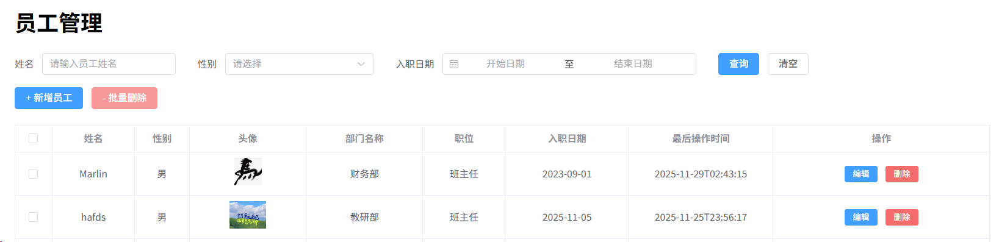 员工管理
姓名 请输入员工姓名 性别 请选择 入职日期 开始日期 至 结束日期 查询 清空
+ 新增员工 - 批量删除
姓名 性别 头像 部门名称 职位 入职日期 最后操作时间 操作
Marlin 男 馬 财务部 班主任 2023-09-01 2025-11-29T02:43:15 编辑 删除
hafds 男 教研部 班主任 2025-11-05 2025-11-25T23:56:17 编辑 删除